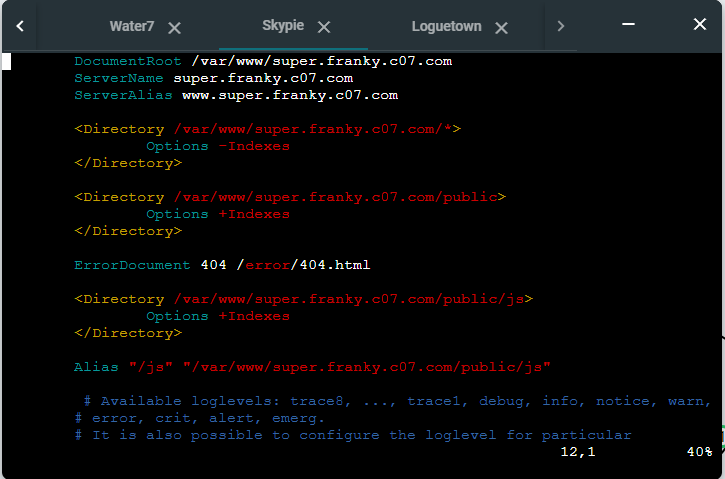 Water7 Skypie Loguetown
DocumentRoot /var/www/super.franky.c07.com
ServerName super.franky.c07.com
ServerAlias www.super.franky.c07.com
<Directory /var/www/super.franky.c07.com/*>
Options -Indexes
</Directory>
<Directory /var/www/super.franky.c07.com/public>
Options +Indexes
</Directory>
ErrorDocument 404 /error/404.html
<Directory /var/www/super.franky.c07.com/public/js>
Options +Indexes
</Directory>
Alias "/js" "/var/www/super.franky.c07.com/public/js"
# Available loglevels: trace8, ..., trace1, debug, info, notice, warn,
# error, crit, alert, emerg.
# It is also possible to configure the loglevel for particular
12,1 40%